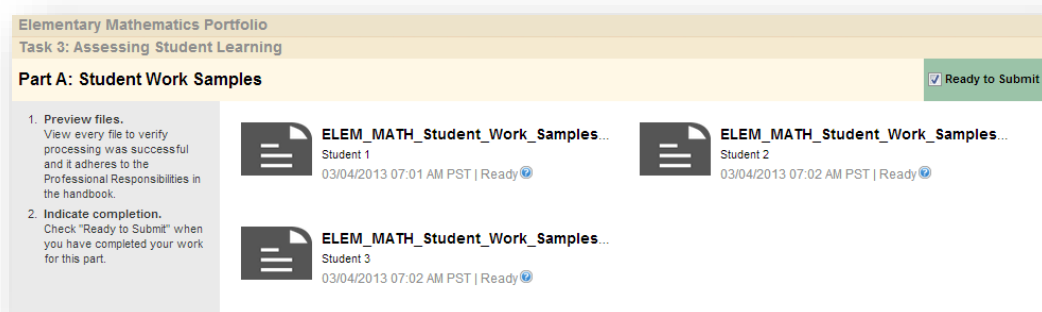 Elementary Mathematics Portfolio
Task 3: Assessing Student Learning
Part A: Student Work Samples
Ready to Submit
1. Preview files.
View every file to verify
processing was successful
and it adheres to the
Professional Responsibilities in
the handbook.
2. Indicate completion.
Check "Ready to Submit" when
you have completed your work
for this part.
ELEM_MATH_Student_Work_Samples...
Student 1
03/04/2013 07:01 AM PST | Ready
ELEM_MATH_Student_Work_Samples...
Student 2
03/04/2013 07:02 AM PST | Ready
ELEM_MATH_Student_Work_Samples...
Student 3
03/04/2013 07:02 AM PST | Ready